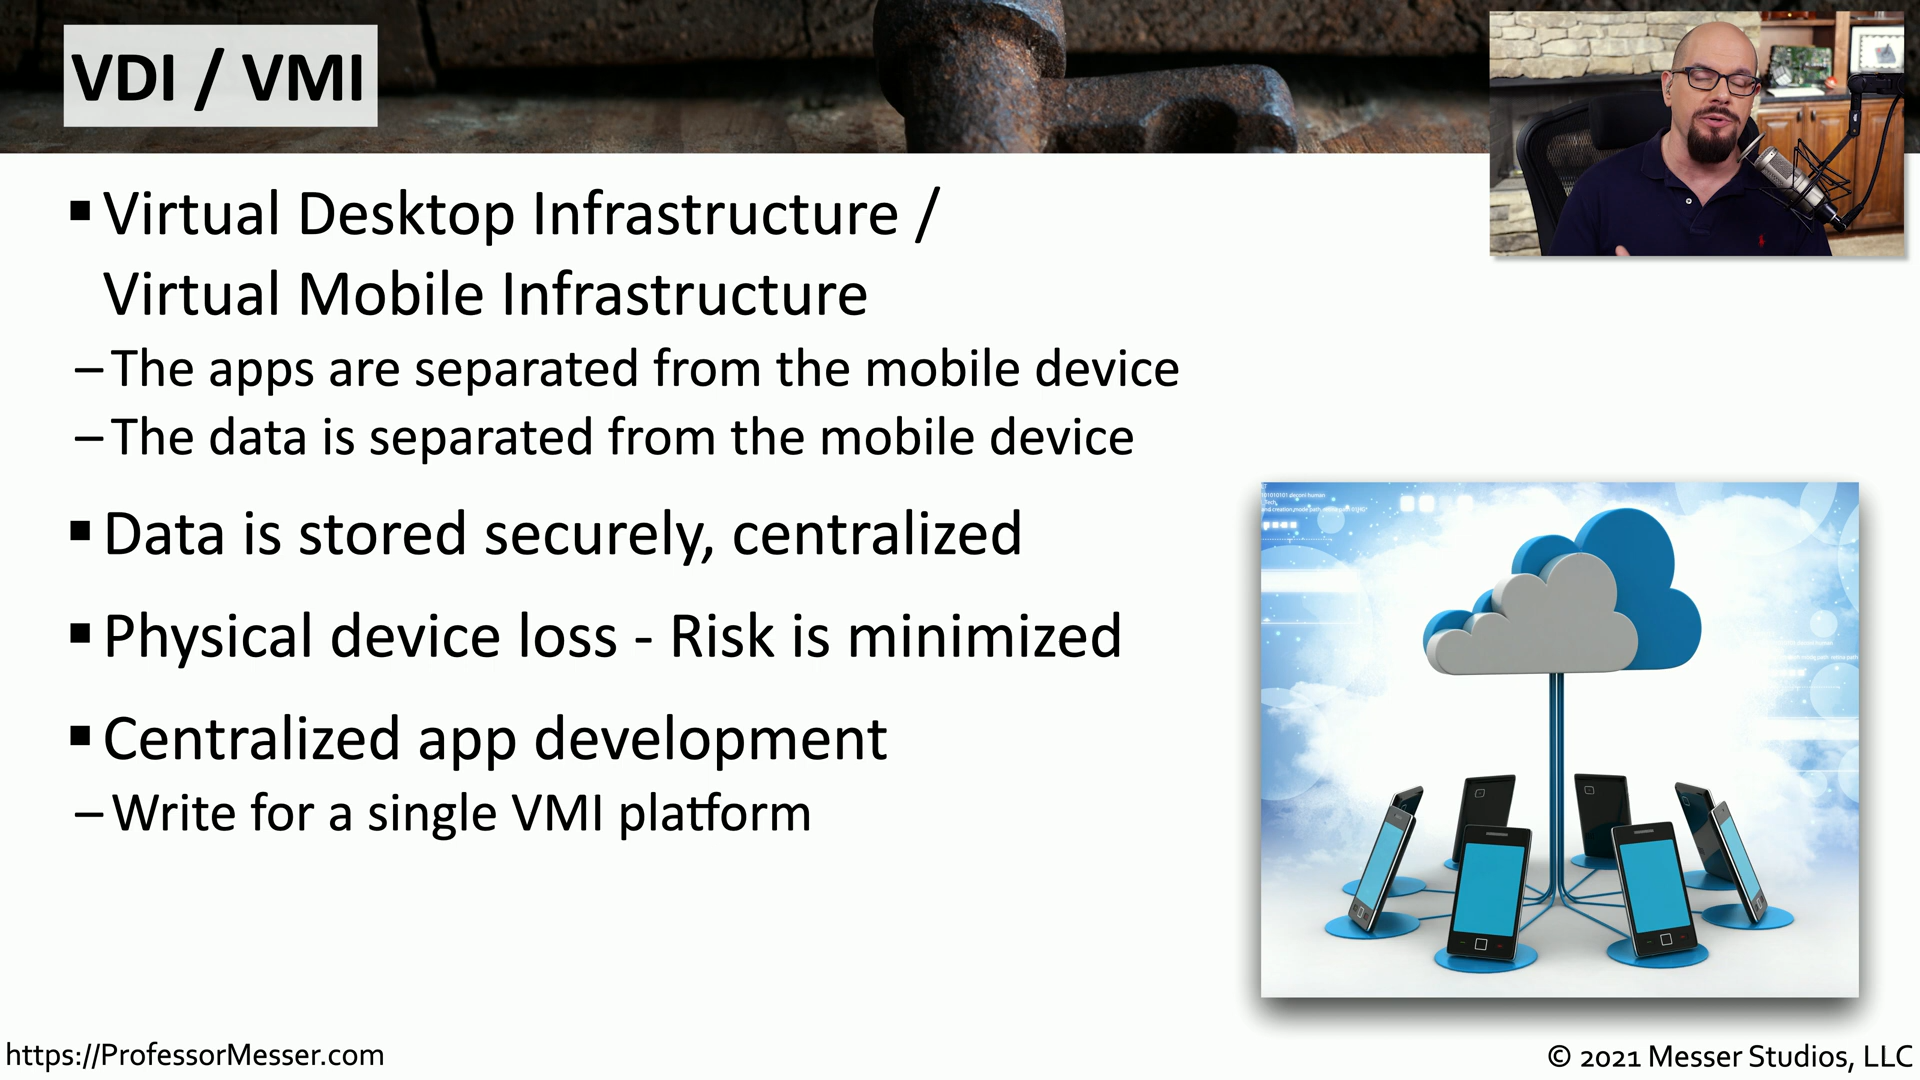 VDI / VMI
▪ Virtual Desktop Infrastructure /
Virtual Mobile Infrastructure
– The apps are separated from the mobile device
– The data is separated from the mobile device
▪ Data is stored securely, centralized
▪ Physical device loss - Risk is minimized
▪ Centralized app development
– Write for a single VMI platform
https://ProfessorMesser.com
© 2021 Messer Studios, LLC